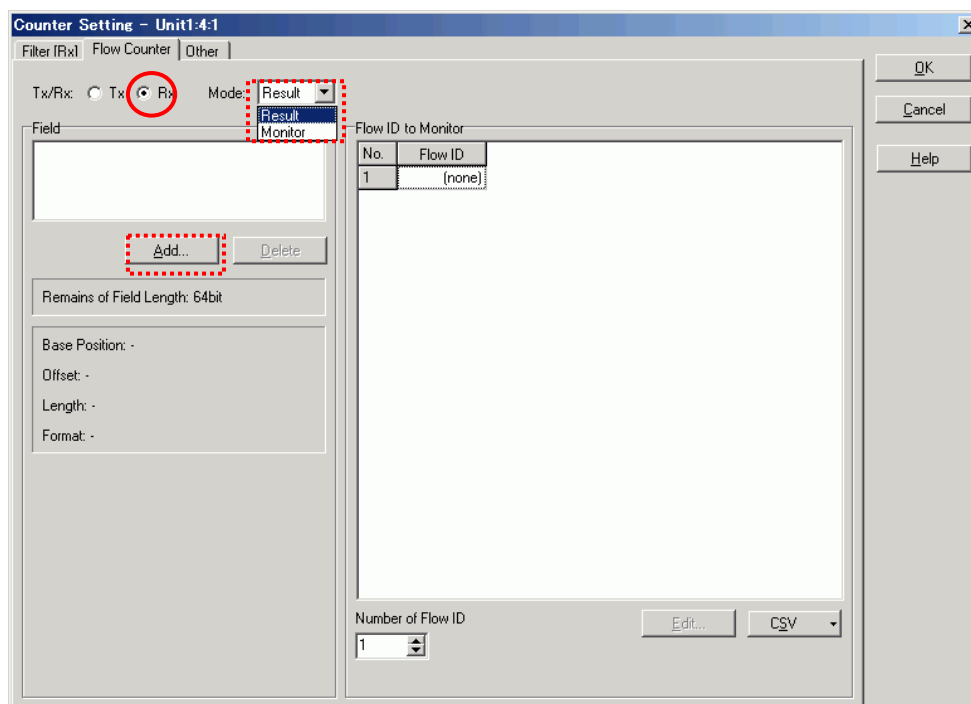 Counter Setting - Unit1:4:1
Filter [Rx] Flow Counter Other
OK
Cancel
Help
Tx/Rx: Tx Rx Mode: Result
Result
Monitor
Field
Add... Delete
Remains of Field Length: 64bit
Base Position: -
Offset: -
Length: -
Format: -
Flow ID to Monitor
No. Flow ID
1 (none)
Number of Flow ID
1
Edit... CSV